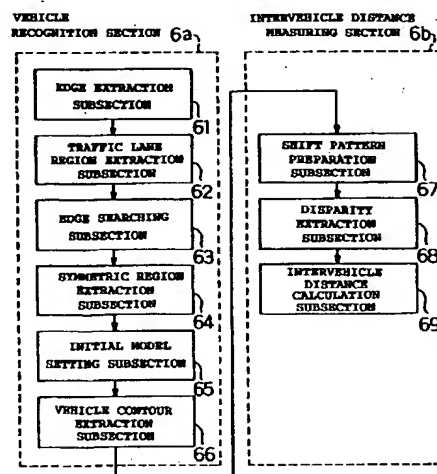 VEHICLE
RECOGNITION SECTION 6a
EDGE EXTRACTION
SUBSECTION
61
TRAFFIC LANE
REGION EXTRACTION
SUBSECTION
62
EDGE SEARCHING
SUBSECTION
63
SYMMETRIC REGION
EXTRACTION
SUBSECTION
64
INITIAL MODEL
SETTING SUBSECTION
65
VEHICLE CONTOUR
EXTRACTION
SUBSECTION
66
INTERVEHICLE DISTANCE
MEASURING SECTION 6b
SHIFT PATTERN
PREPARATION
SUBSECTION
67
DISPARITY
EXTRACTION
SUBSECTION
68
INTERVEHICLE
DISTANCE
CALCULATION
SUBSECTION
69